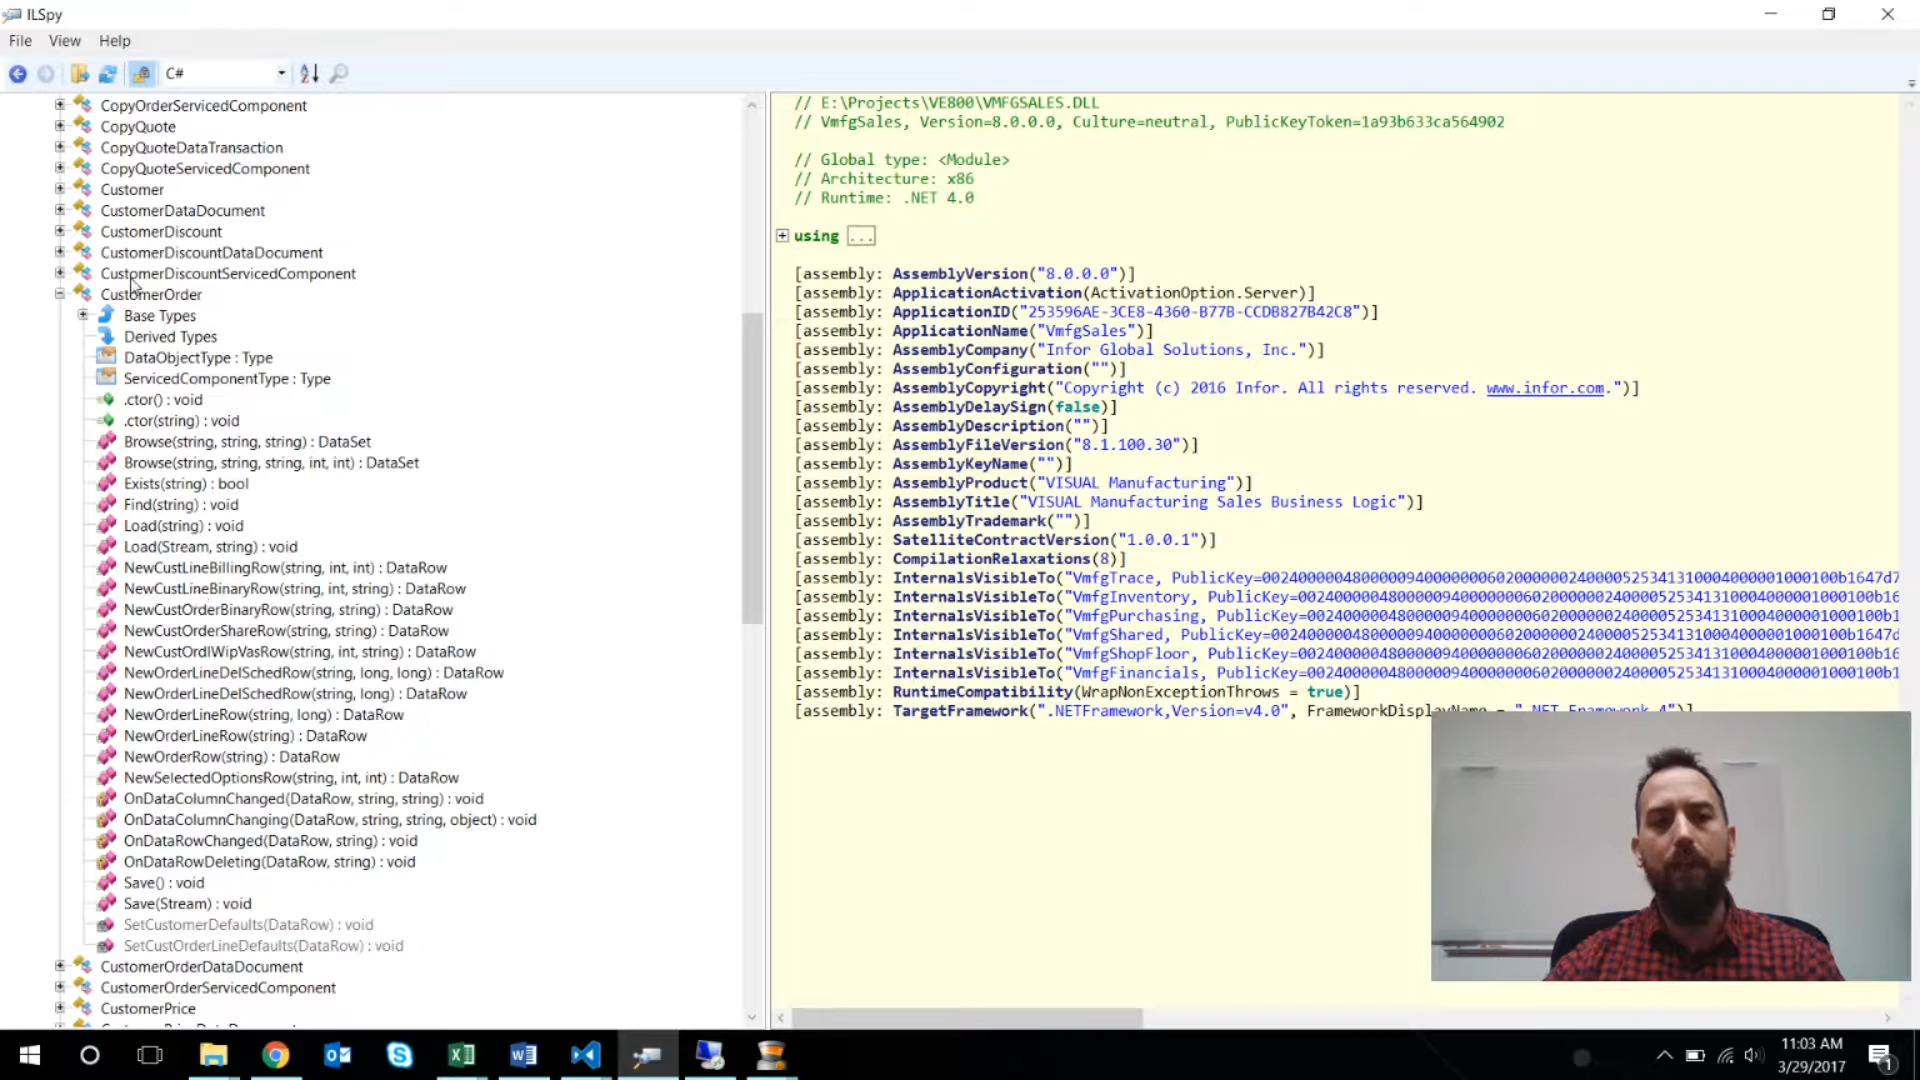 ILSpy
File View Help
C#
CopyOrderServicedComponent
CopyQuote
CopyQuoteDataTransaction
CopyQuoteServicedComponent
Customer
CustomerDataDocument
CustomerDiscount
CustomerDiscountDataDocument
CustomerDiscountServicedComponent
CustomerOrder
Base Types
Derived Types
DataObjectType : Type
ServicedComponentType : Type
.ctor() : void
.ctor(string) : void
Browse(string, string, string) : DataSet
Browse(string, string, string, int, int) : DataSet
Exists(string) : bool
Find(string) : void
Load(string) : void
Load(Stream, string) : void
NewCustLineBillingRow(string, int, int) : DataRow
NewCustLineBinaryRow(string, int, string) : DataRow
NewCustOrderBinaryRow(string, string) : DataRow
NewCustOrderShareRow(string, string) : DataRow
NewCustOrdIWipVasRow(string, int, string) : DataRow
NewOrderLineDelSchedRow(string, long, long) : DataRow
NewOrderLineDelSchedRow(string, long) : DataRow
NewOrderLineRow(string, long) : DataRow
NewOrderLineRow(string) : DataRow
NewOrderRow(string) : DataRow
NewSelectedOptionsRow(string, int, int) : DataRow
OnDataColumnChanged(DataRow, string, string) : void
OnDataColumnChanging(DataRow, string, string, object) : void
OnDataRowChanged(DataRow, string) : void
OnDataRowDeleting(DataRow, string) : void
Save() : void
Save(Stream) : void
SetCustomerDefaults(DataRow) : void
SetCustOrderLineDefaults(DataRow) : void
CustomerOrderDataDocument
CustomerOrderServicedComponent
CustomerPrice
// E:\Projects\VE800\VMFGSALES.DLL
// VmfgSales, Version=8.0.0.0, Culture=neutral, PublicKeyToken=1a93b633ca564902
// Global type: <Module>
// Architecture: x86
// Runtime: .NET 4.0
using ...
[assembly: AssemblyVersion("8.0.0.0")]
[assembly: ApplicationActivation(ActivationOption.Server)]
[assembly: ApplicationID("253596AE-3CE8-4360-B77B-CCDB827B42C8")]
[assembly: ApplicationName("VmfgSales")]
[assembly: AssemblyCompany("Infor Global Solutions, Inc.")]
[assembly: AssemblyConfiguration("")]
[assembly: AssemblyCopyright("Copyright (c) 2016 Infor. All rights reserved. www.infor.com.")]
[assembly: AssemblyDelaySign(false)]
[assembly: AssemblyDescription("")]
[assembly: AssemblyFileVersion("8.1.100.30")]
[assembly: AssemblyKeyName("")]
[assembly: AssemblyProduct("VISUAL Manufacturing")]
[assembly: AssemblyTitle("VISUAL Manufacturing Sales Business Logic")]
[assembly: AssemblyTrademark("")]
[assembly: SatelliteContractVersion("1.0.0.1")]
[assembly: CompilationRelaxations(8)]
[assembly: InternalsVisibleTo("VmfgTrace, PublicKey=0024000004800000940000000602000000240000525341310004000001000100b1647d7
[assembly: InternalsVisibleTo("VmfgInventory, PublicKey=0024000004800000940000000602000000240000525341310004000001000100b16
[assembly: InternalsVisibleTo("VmfgPurchasing, PublicKey=0024000004800000940000000602000000240000525341310004000001000100b1
[assembly: InternalsVisibleTo("VmfgShared, PublicKey=0024000004800000940000000602000000240000525341310004000001000100b1647d
[assembly: InternalsVisibleTo("VmfgShopFloor, PublicKey=0024000004800000940000000602000000240000525341310004000001000100b16
[assembly: InternalsVisibleTo("VmfgFinancials, PublicKey=0024000004800000940000000602000000240000525341310004000001000100b1
[assembly: RuntimeCompatibility(WrapNonExceptionThrows = true)]
[assembly: TargetFramework(".NETFramework,Version=v4.0", FrameworkDisplayName = ".NET Framework 4")]
11:03 AM
3/29/2017
1